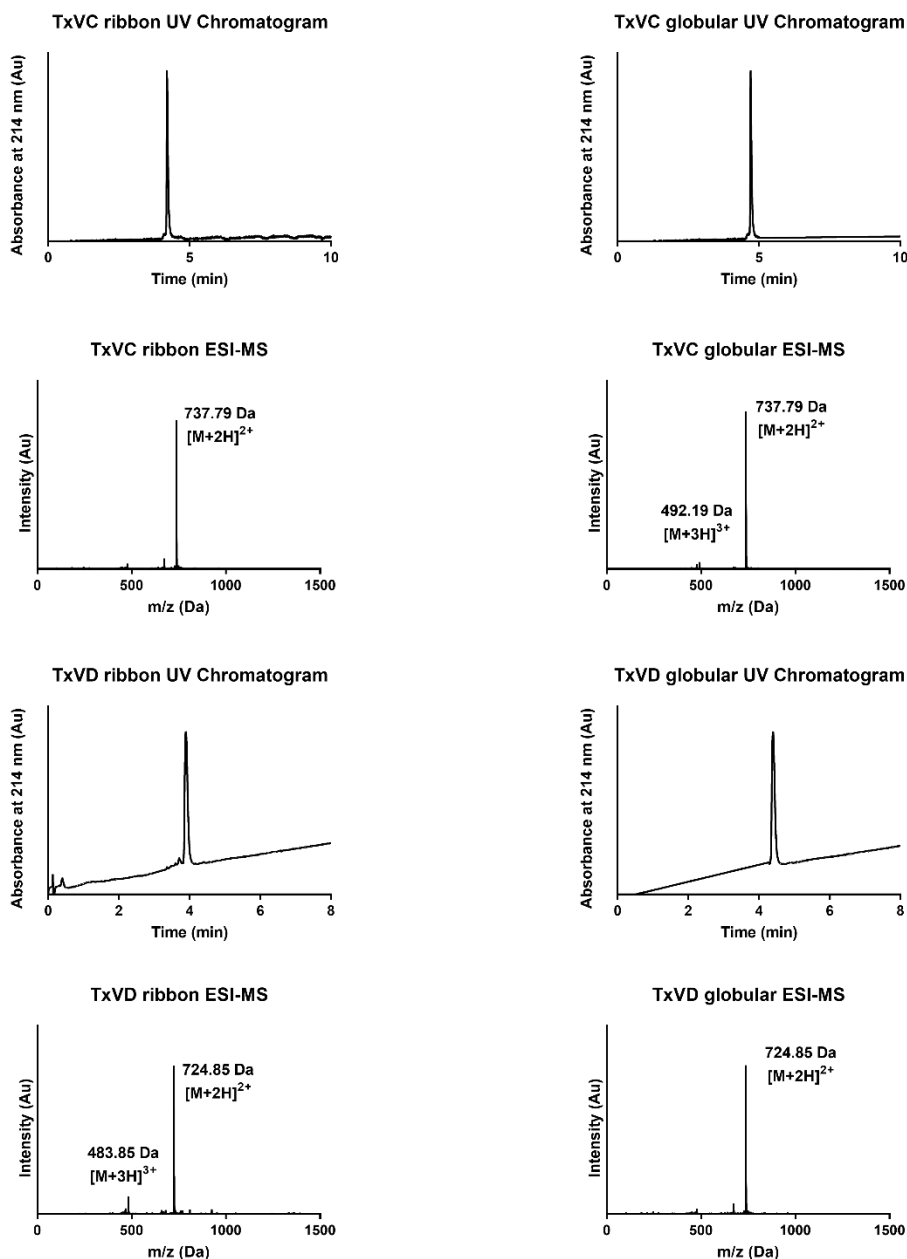 TxVC ribbon UV Chromatogram
Absorbance at 214 nm (Au)
0 5 10
Time (min)
TxVC globular UV Chromatogram
Absorbance at 214 nm (Au)
0 5 10
Time (min)
TxVC ribbon ESI-MS
Intensity (Au)
737.79 Da
[M+2H]2+
0 500 1000 1500
m/z (Da)
TxVC globular ESI-MS
Intensity (Au)
737.79 Da
[M+2H]2+
492.19 Da
[M+3H]3+
0 500 1000 1500
m/z (Da)
TxVD ribbon UV Chromatogram
Absorbance at 214 nm (Au)
0 2 4 6 8
Time (min)
TxVD globular UV Chromatogram
Absorbance at 214 nm (Au)
0 2 4 6 8
Time (min)
TxVD ribbon ESI-MS
Intensity (Au)
724.85 Da
[M+2H]2+
483.85 Da
[M+3H]3+
0 500 1000 1500
m/z (Da)
TxVD globular ESI-MS
Intensity (Au)
724.85 Da
[M+2H]2+
0 500 1000 1500
m/z (Da)